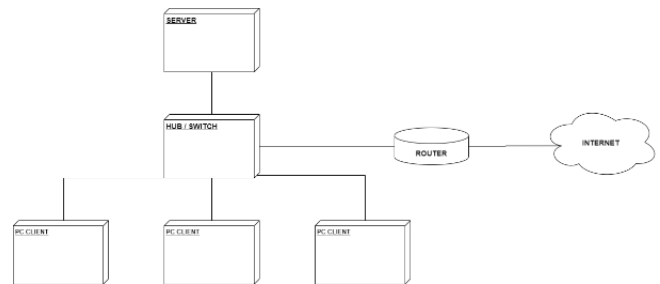 SERVER
HUB / SWITCH
ROUTER
INTERNET
PC CLIENT
PC CLIENT
PC CLIENT